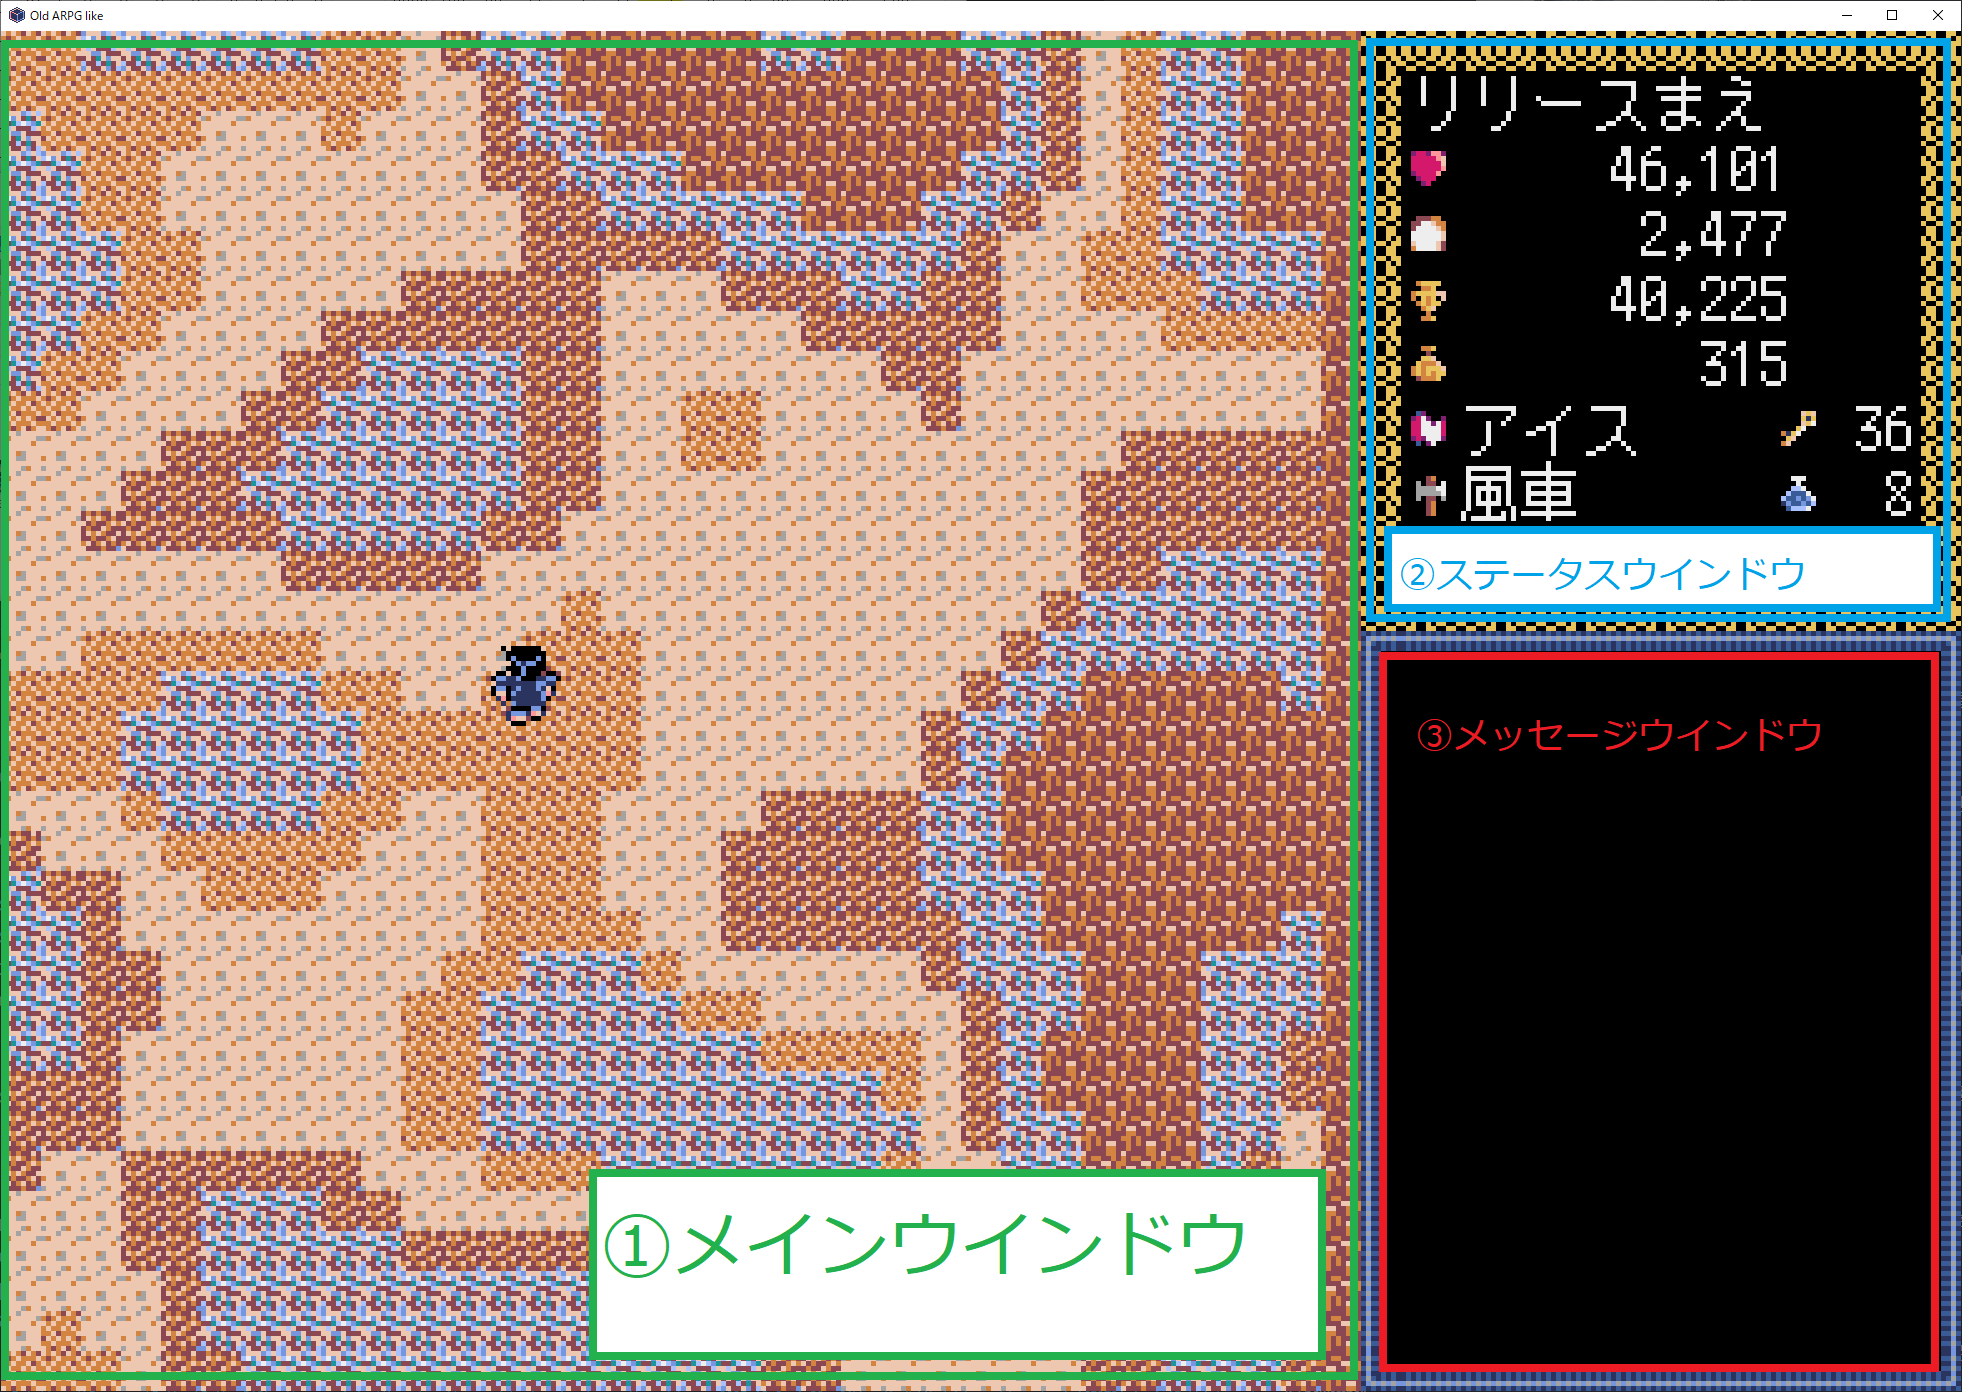 Old ARPG like
リリースまえ
46,101
2,477
40,225
315
アイス 36
風車 8
②ステータスウインドウ
③メッセージウインドウ
①メインウインドウ